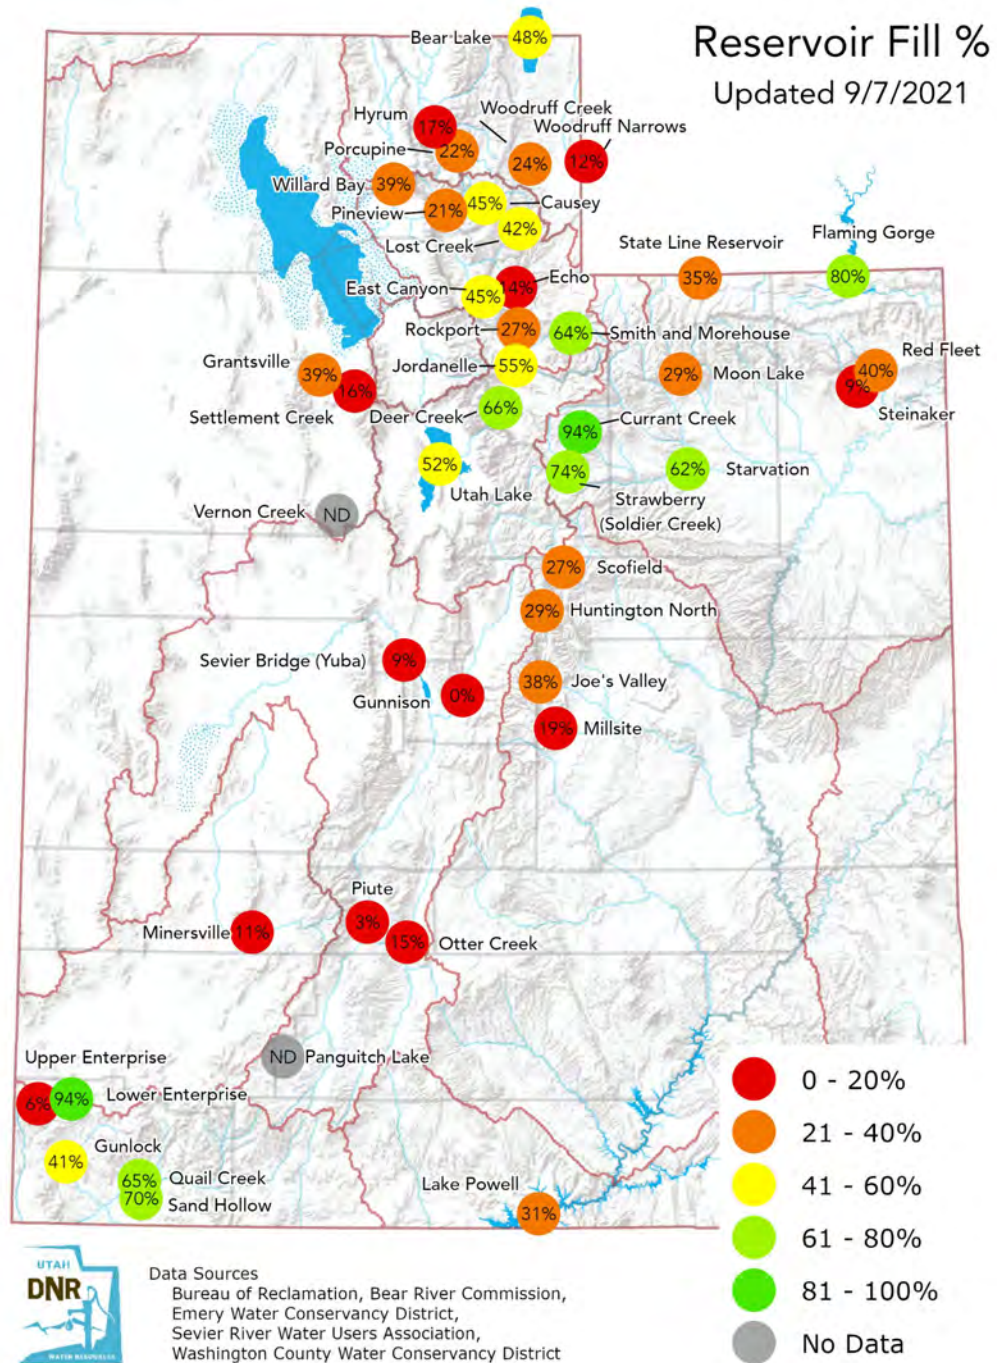 Reservoir Fill %
Updated 9/7/2021
Bear Lake
48%
Hyrum
17%
Woodruff Creek
Woodruff Narrows
Porcupine
22%
24%
12%
Willard Bay
39%
Pineview
21%
45%
Causey
Lost Creek
42%
State Line Reservoir
35%
Flaming Gorge
80%
East Canyon
45%
14%
Echo
Rockport
27%
64%
Smith and Morehouse
Grantsville
39%
16%
Settlement Creek
Jordanelle
55%
29%
Moon Lake
Red Fleet
40%
9%
Steinaker
Deer Creek
66%
94%
Currant Creek
52%
Utah Lake
74%
Strawberry
(Soldier Creek)
62%
Starvation
Vernon Creek
ND
27%
Scofield
29%
Huntington North
Sevier Bridge (Yuba)
9%
Gunnison
0%
38%
Joe's Valley
19%
Millsite
Piute
3%
Minersville
11%
15%
Otter Creek
ND
Panguitch Lake
Upper Enterprise
6%
94%
Lower Enterprise
Gunlock
41%
65%
Quail Creek
70%
Sand Hollow
Lake Powell
31%
0 - 20%
21 - 40%
41 - 60%
61 - 80%
81 - 100%
No Data
UTAH
DNR
WATER RESOURCES
Data Sources
Bureau of Reclamation, Bear River Commission,
Emery Water Conservancy District,
Sevier River Water Users Association,
Washington County Water Conservancy District